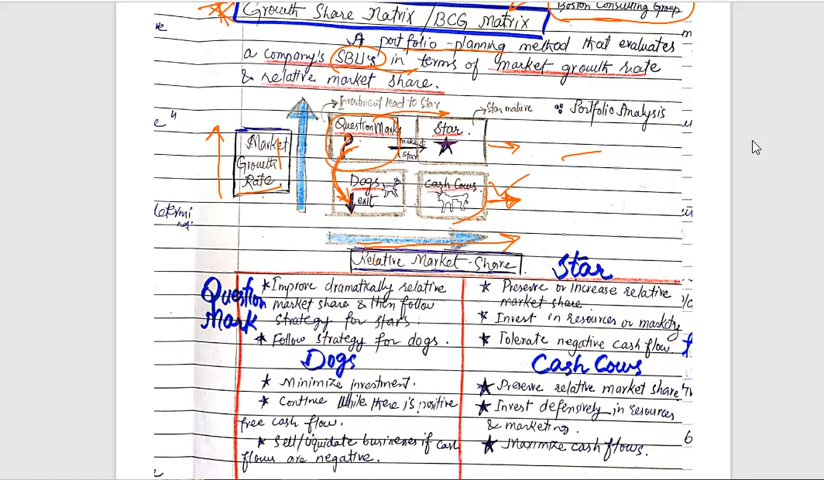 Growth Share Matrix / BCG Matrix
Boston Consulting Group
A portfolio-planning method that evaluates
a company's SBU's in terms of market growth rate
& relative market share.
Investment lead to Star
Star mature
Portfolio Analysis
Question Mark
?
Star
Market
Growth
Rate
Dogs
exit
Cash Cows
Relative Market-Share
Question
Mark
* Improve dramatically relative
market share & then follow
strategy for stars
* Follow strategy for dogs.
Star
* Preserve or increase relative
market share
* Invest in resources or markting
* Tolerate negative cash flow
Dogs
* Minimize investment.
* Continue while there is positive
free cash flow.
* Sell/liquidate businesses if cash
flows are negative.
Cash Cows
★ Preserve relative market share
★ Invest defensively in resources
& marketing.
★ Maximize cash flows.